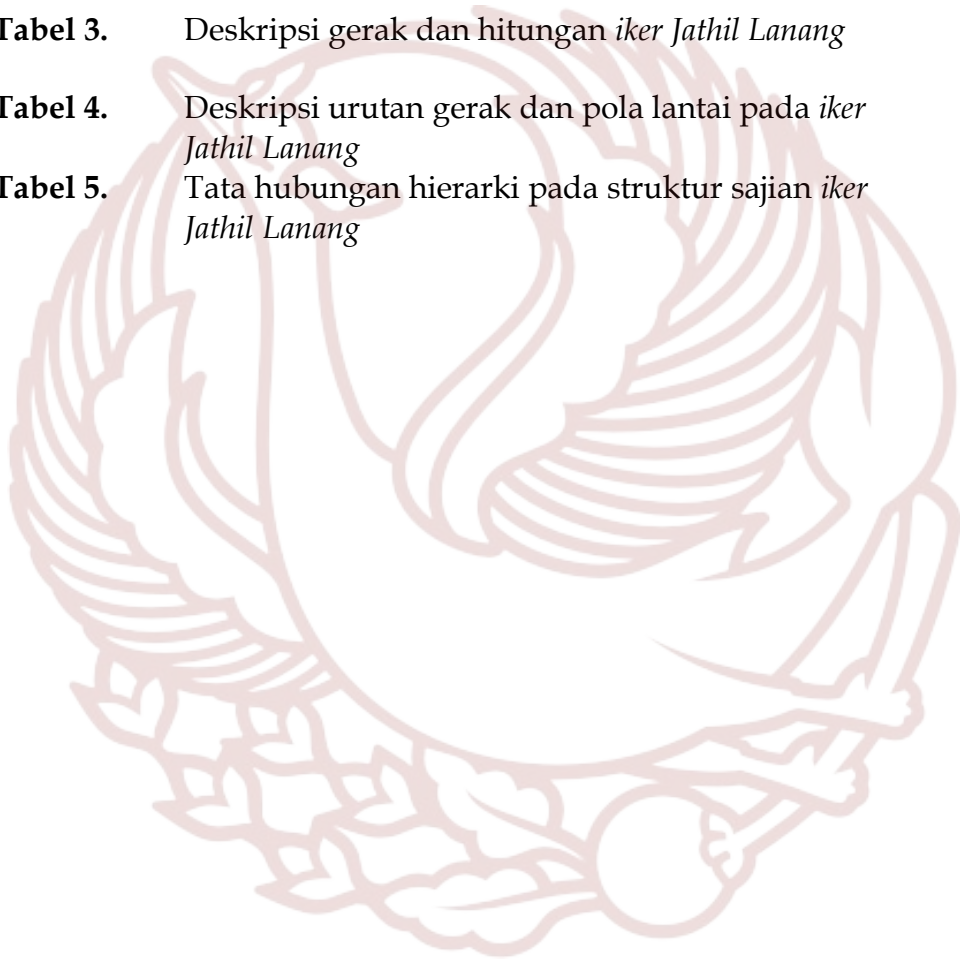 Tabel 3. Deskripsi gerak dan hitungan iker Jathil Lanang
Tabel 4. Deskripsi urutan gerak dan pola lantai pada iker
Jathil Lanang
Tabel 5. Tata hubungan hierarki pada struktur sajian iker
Jathil Lanang